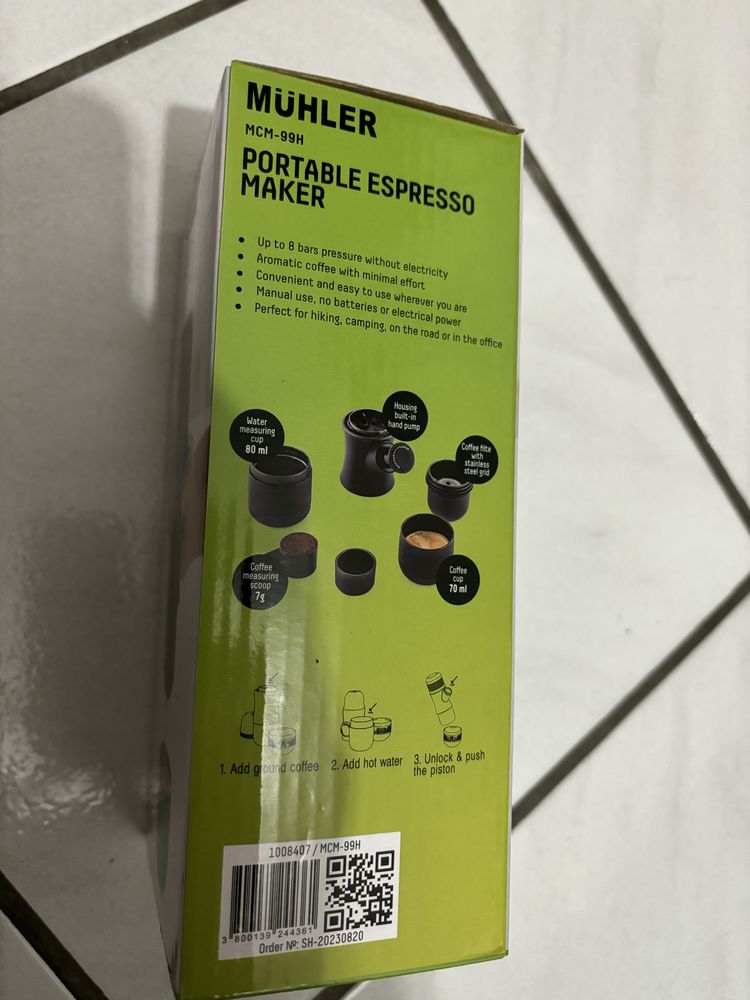 MÜHLER
MCM-99H
PORTABLE ESPRESSO
MAKER
• Up to 8 bars pressure without electricity
• Aromatic coffee with minimal effort
• Convenient and easy to use wherever you are
• Manual use, no batteries or electrical power
• Perfect for hiking, camping, on the road or in the office
Water
measuring
cup
80 ml
Housing
built-in
hand pump
Coffee filte
with
stainless
steel grid
Coffee
measuring
scoop
7g
Coffee
cup
70 ml
1. Add ground coffee
2. Add hot water
3. Unlock & push
the piston
1008407 / MCM-99H
3 800139 244361
Order №: SH-20230820